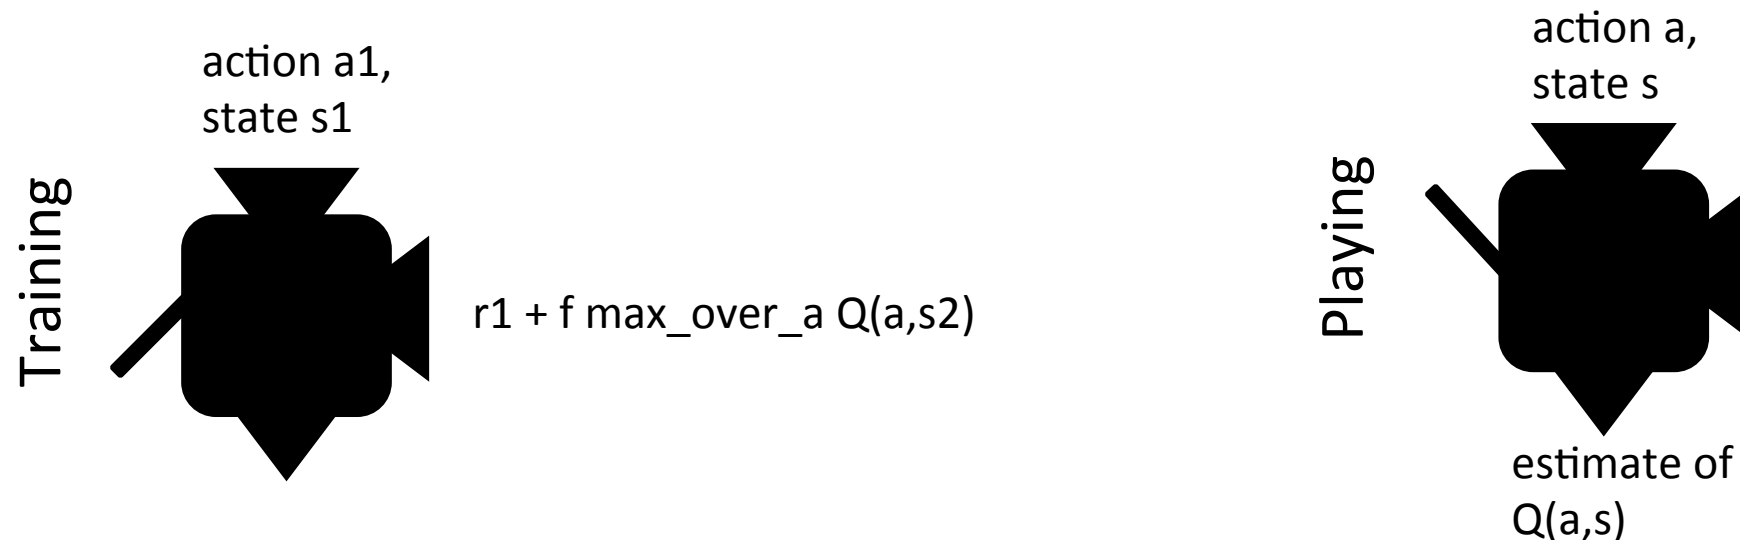 Training
action a1,
state s1
r1 + f max_over_a Q(a,s2)
Playing
action a,
state s
estimate of
Q(a,s)